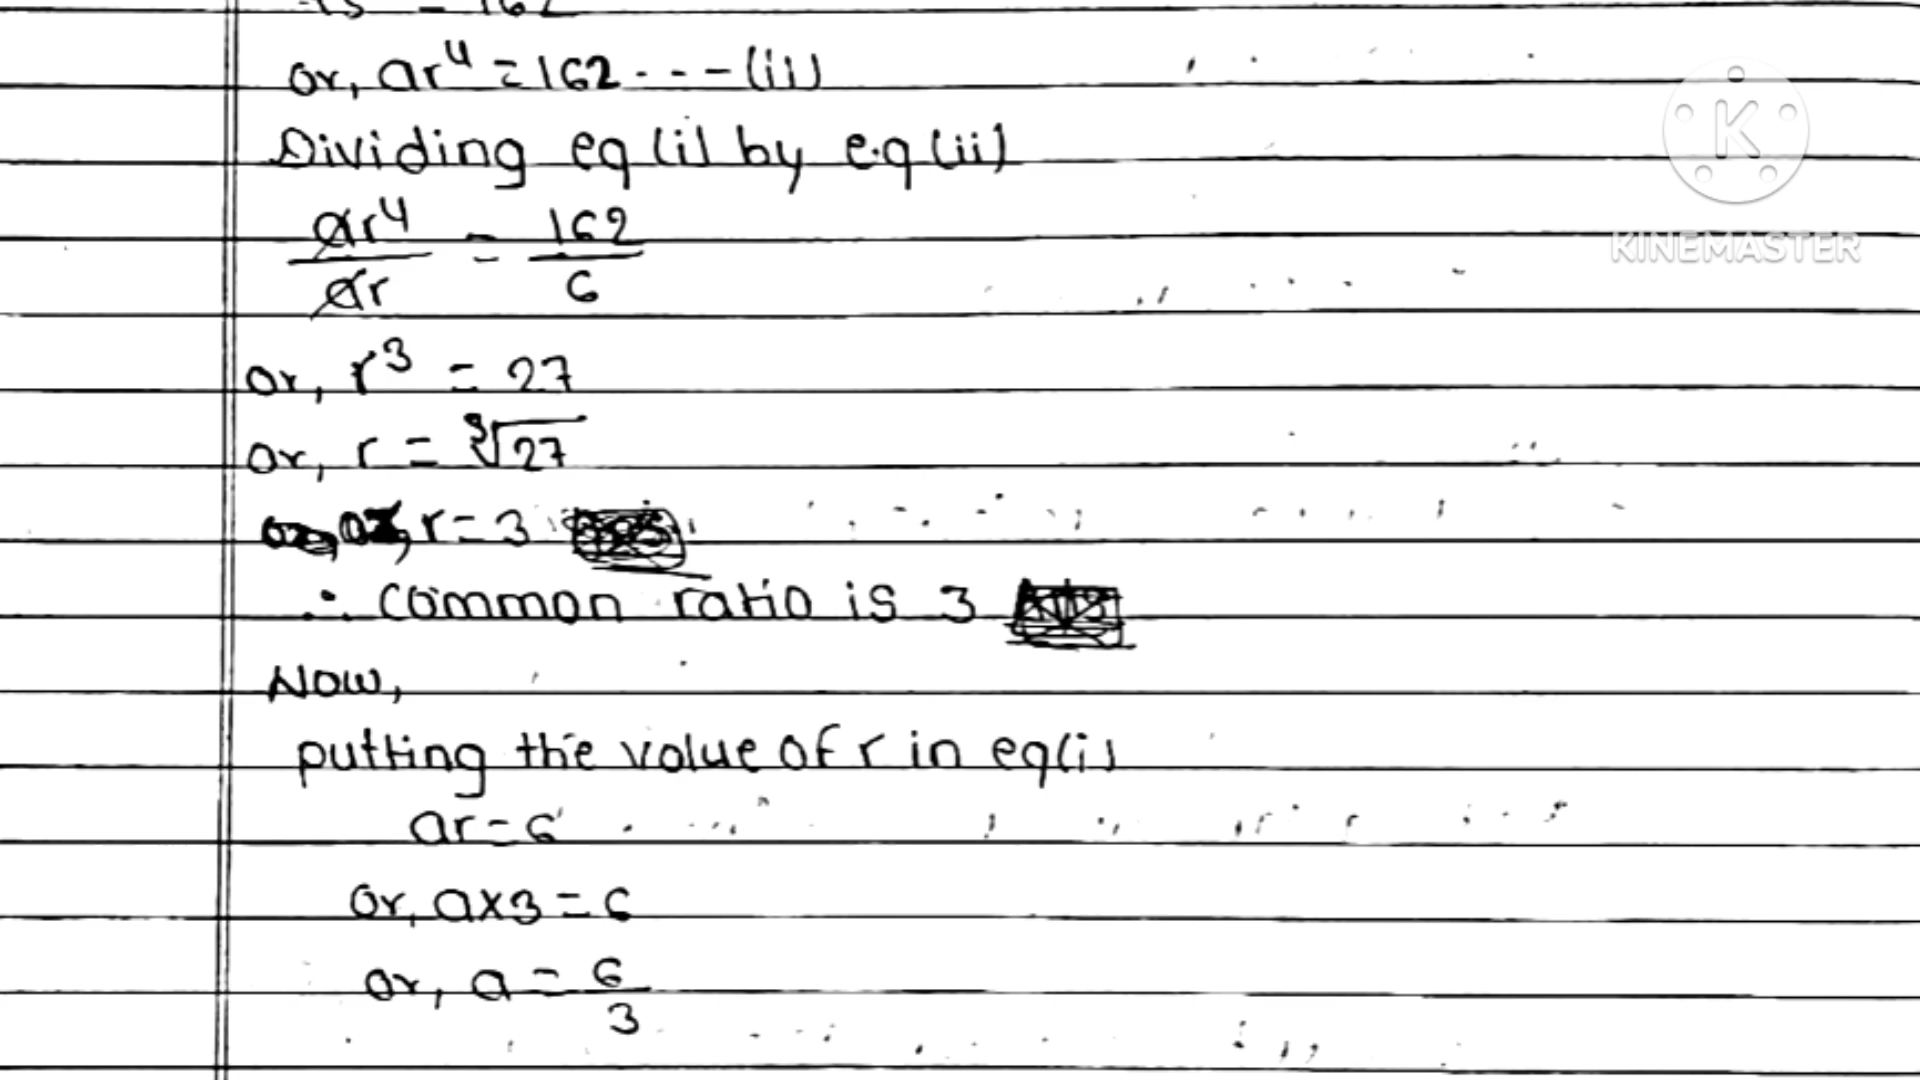 = 162
or, ar⁴ = 162 - - - (ii)
Dividing eq (i) by e.q (ii)
ar⁴/ar = 162/6
or, r³ = 27
or, r = ³√27
r = 3
∴ common ratio is 3
Now,
putting the value of r in eq(i)
ar = 6
or, a×3 = 6
or, a = 6/3
KINEMASTER